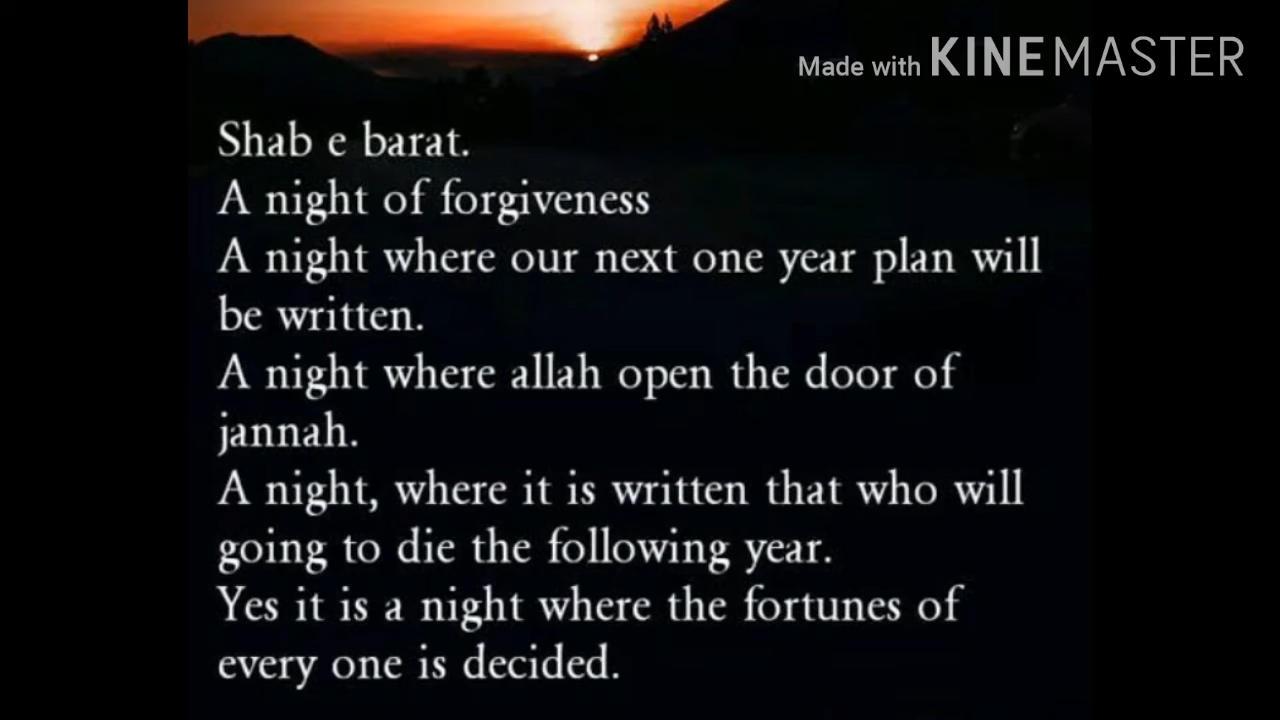 Made with KINEMASTER
Shab e barat.
A night of forgiveness
A night where our next one year plan will
be written.
A night where allah open the door of
jannah.
A night, where it is written that who will
going to die the following year.
Yes it is a night where the fortunes of
every one is decided.